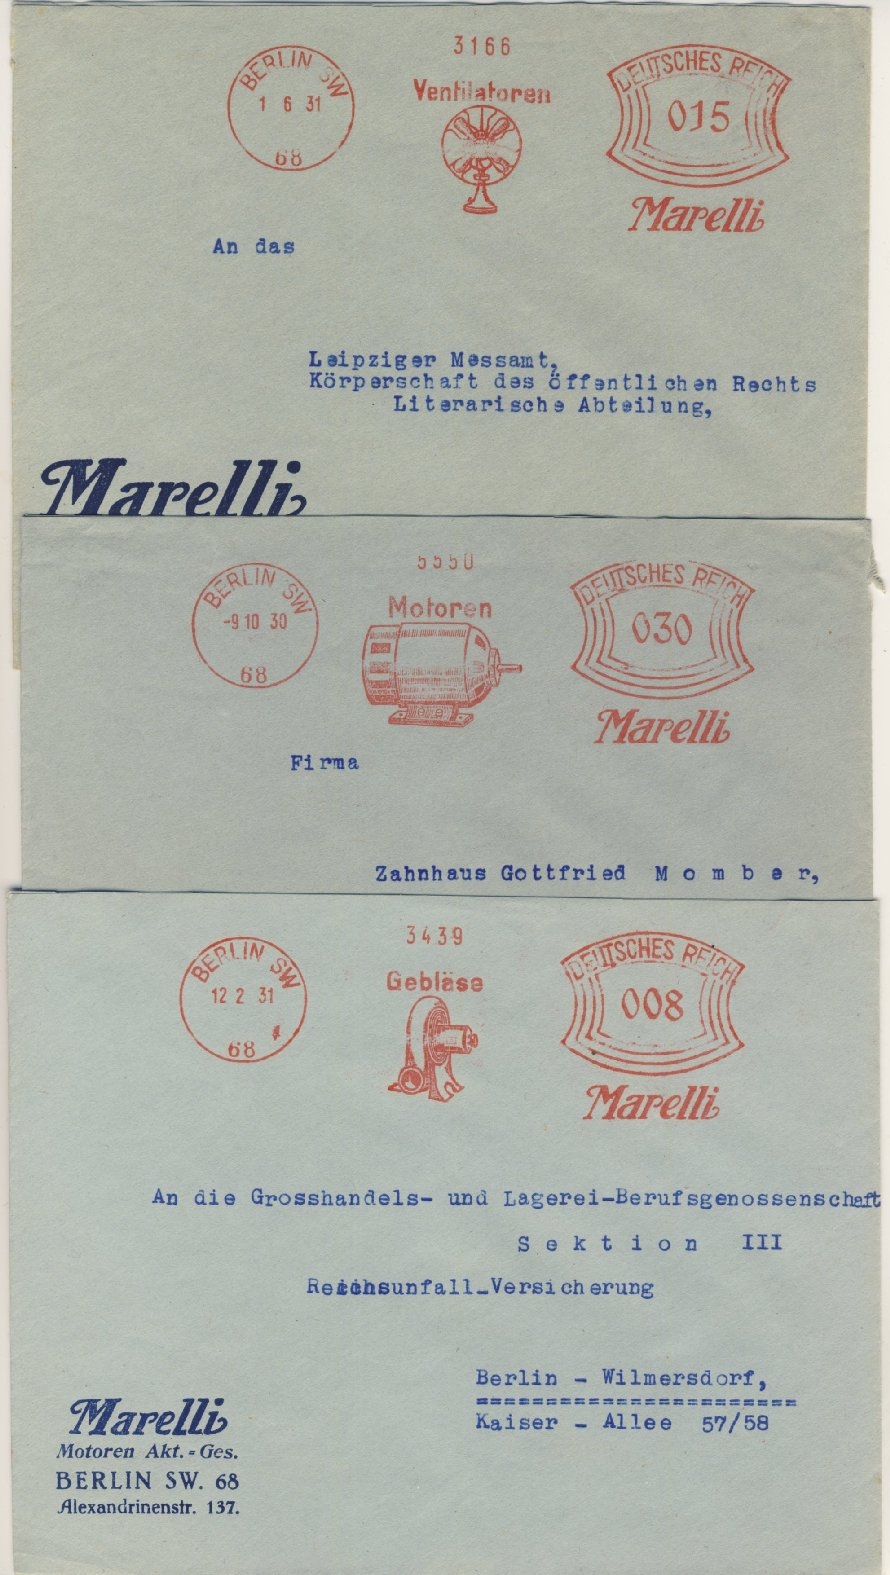 3166
BERLIN SW
1 6 31
68
Ventilatoren
DEUTSCHES REICH
015
Marelli
An das
Leipziger Messamt,
Körperschaft des öffentlichen Rechts
Literarische Abteilung,
Marelli
5550
BERLIN SW
-9 10 30
68
Motoren
DEUTSCHES REICH
030
Marelli
Firma
Zahnhaus Gottfried M o m b e r,
3439
BERLIN SW
12 2 31
68
Gebläse
DEUTSCHES REICH
008
Marelli
An die Grosshandels- und Lagerei-Berufsgenossenschaft
S e k t i o n III
Reichsunfall-Versicherung
Berlin - Wilmersdorf,
=======================
Kaiser - Allee 57/58
Marelli
Motoren Akt.-Ges.
BERLIN SW. 68
Alexandrinenstr. 137.